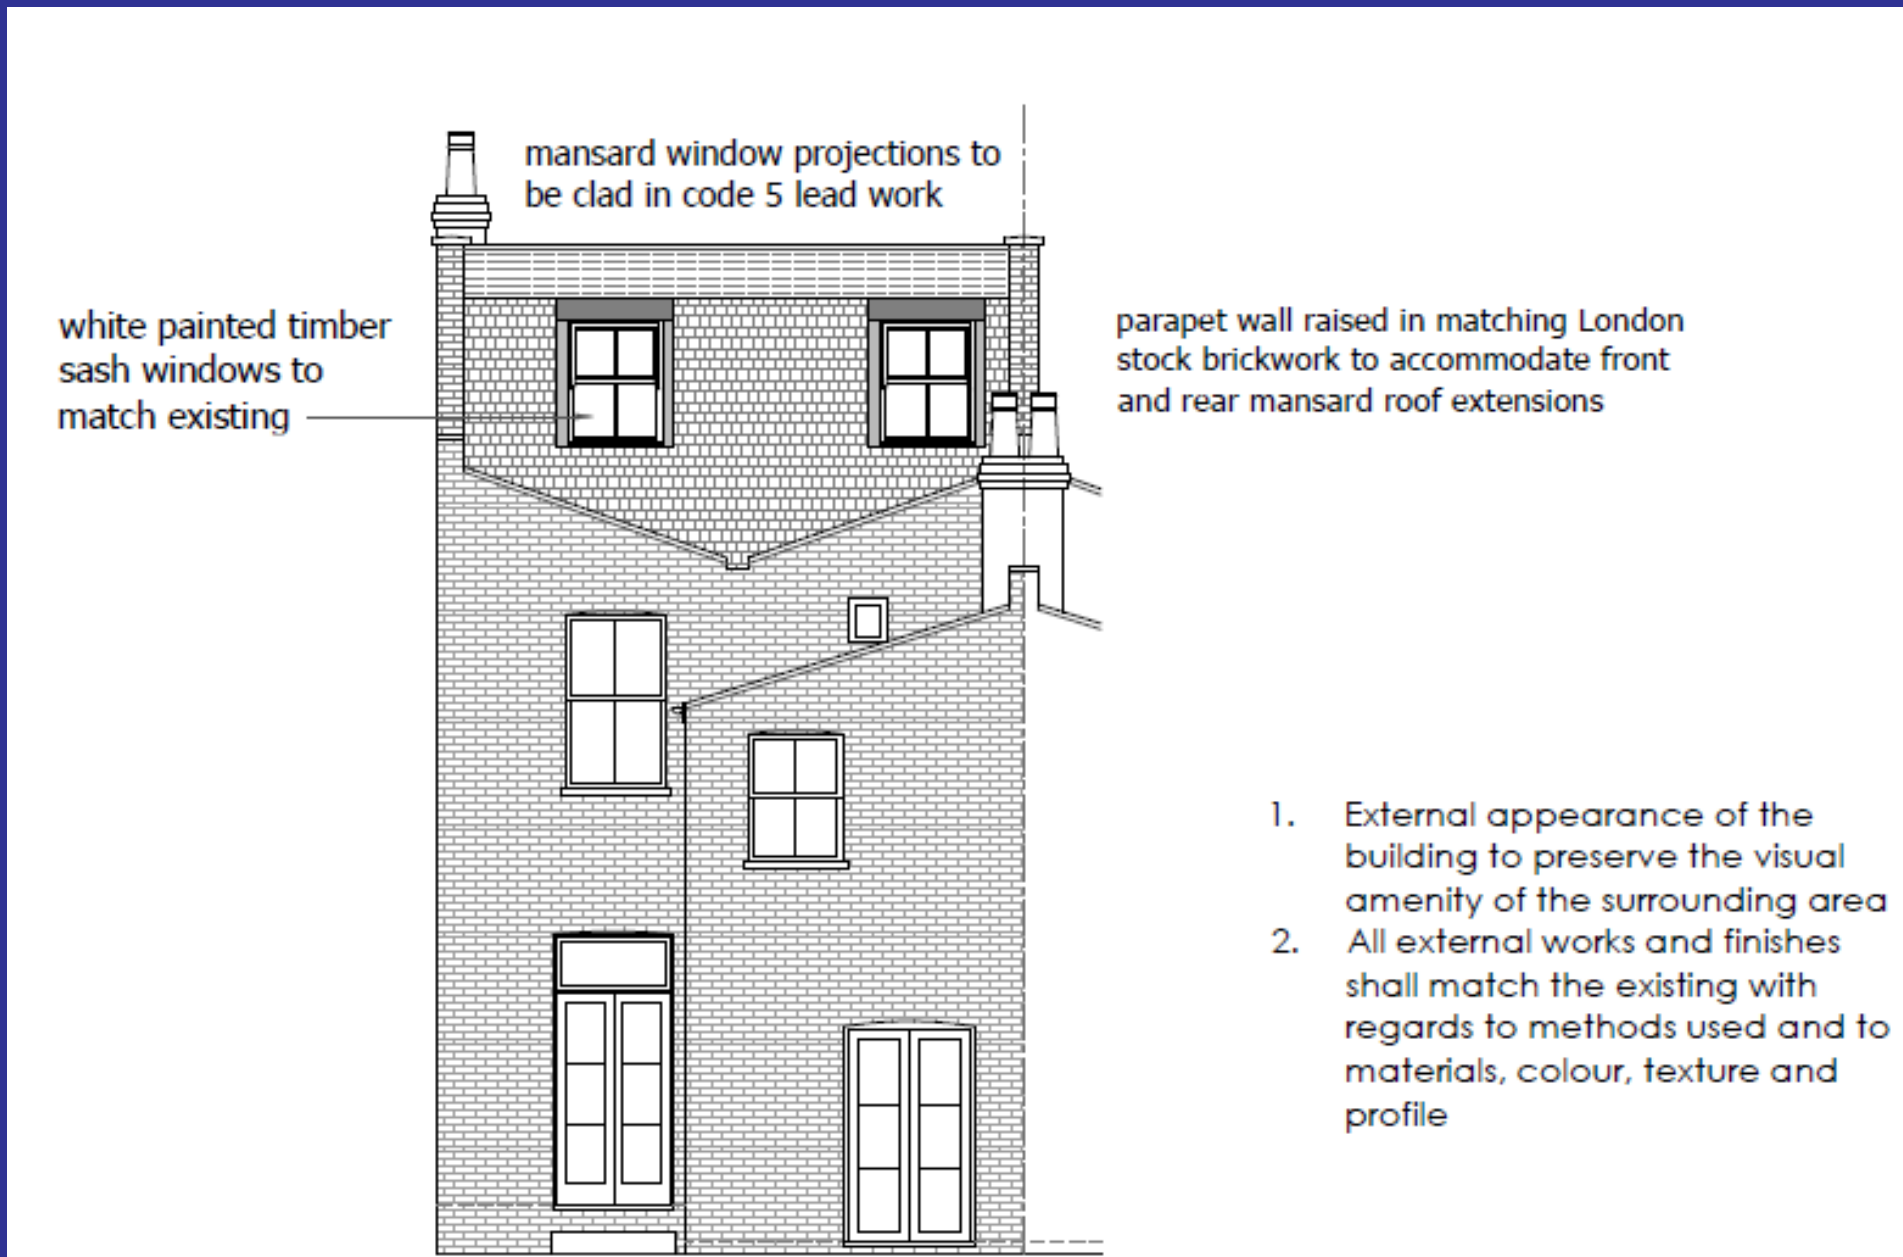 mansard window projections to
be clad in code 5 lead work
white painted timber
sash windows to
match existing
parapet wall raised in matching London
stock brickwork to accommodate front
and rear mansard roof extensions
1. External appearance of the
building to preserve the visual
amenity of the surrounding area
2. All external works and finishes
shall match the existing with
regards to methods used and to
materials, colour, texture and
profile